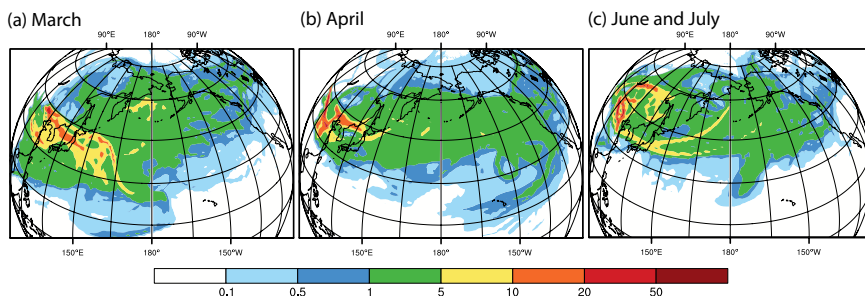 (a) March (b) April (c) June and July
90°E 180° 90°W 90°E 180° 90°W 90°E 180° 90°W
150°E 180° 150°W 150°E 180° 150°W 150°E 180° 150°W
0.1 0.5 1 5 10 20 50